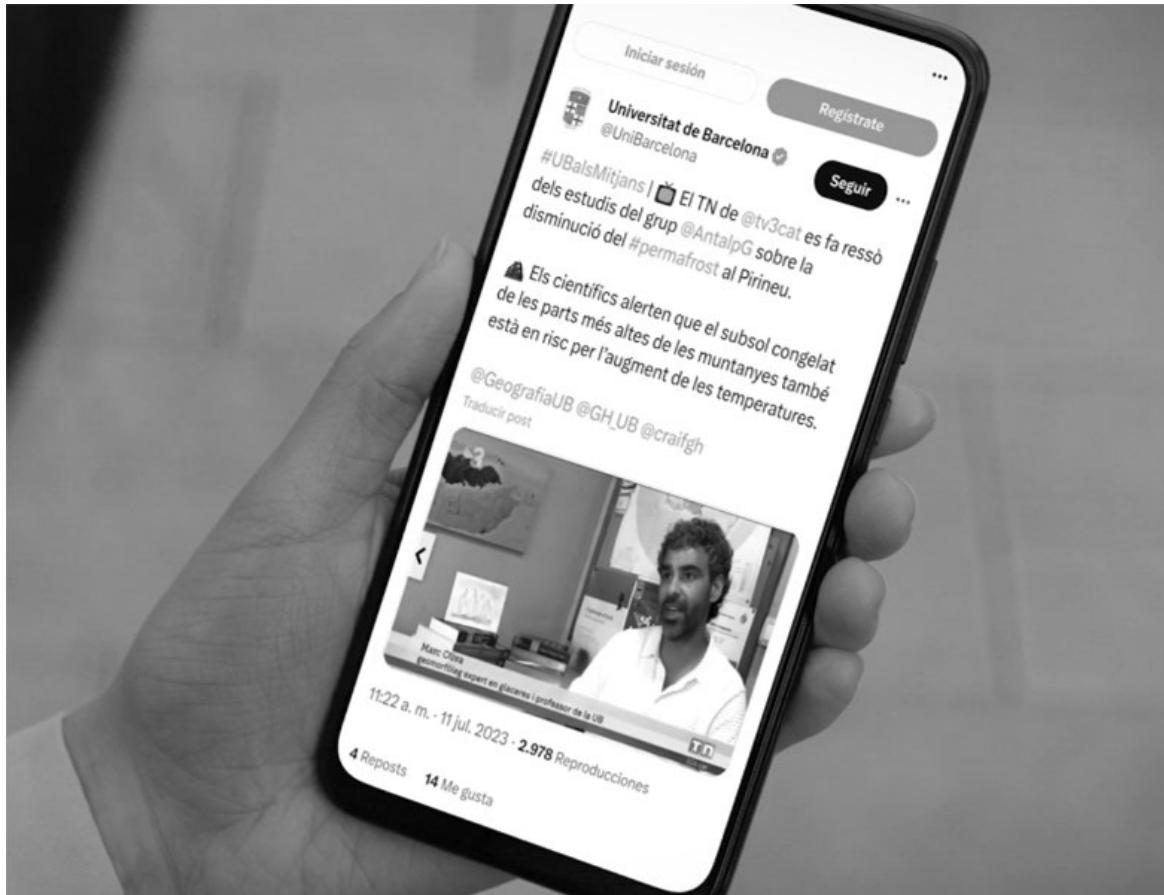 Iniciar sesión
Regístrate
Universitat de Barcelona
@UniBarcelona
Seguir
#UBalsMitjans | El TN de @tv3cat es fa ressò
dels estudis del grup @AntalpG sobre la
disminució del #permafrost al Pirineu.
Els científics alerten que el subsol congelat
de les parts més altes de les muntanyes també
està en risc per l'augment de les temperatures.
@GeografiaUB @GH_UB @craifgh
Traducir post
3
Marc Oliva
geomorfòleg expert en glaceres i professor de la UB
TN
11:22 a. m. · 11 jul. 2023 · 2.978 Reproducciones
4 Reposts 14 Me gusta